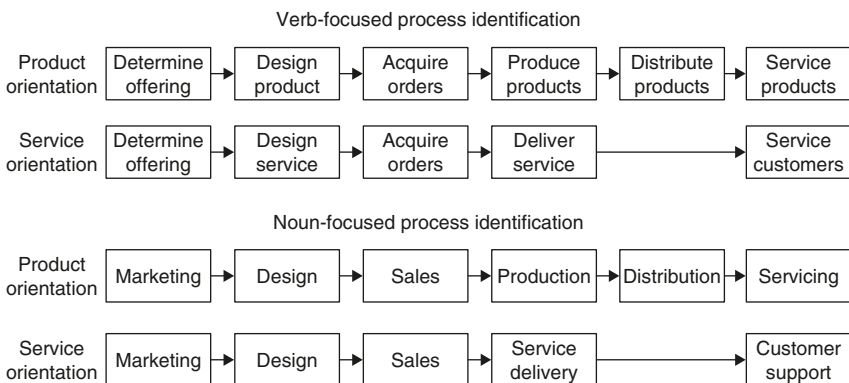 Verb-focused process identification
Product orientation
Determine offering
Design product
Acquire orders
Produce products
Distribute products
Service products
Service orientation
Determine offering
Design service
Acquire orders
Deliver service
Service customers
Noun-focused process identification
Product orientation
Marketing
Design
Sales
Production
Distribution
Servicing
Service orientation
Marketing
Design
Sales
Service delivery
Customer support